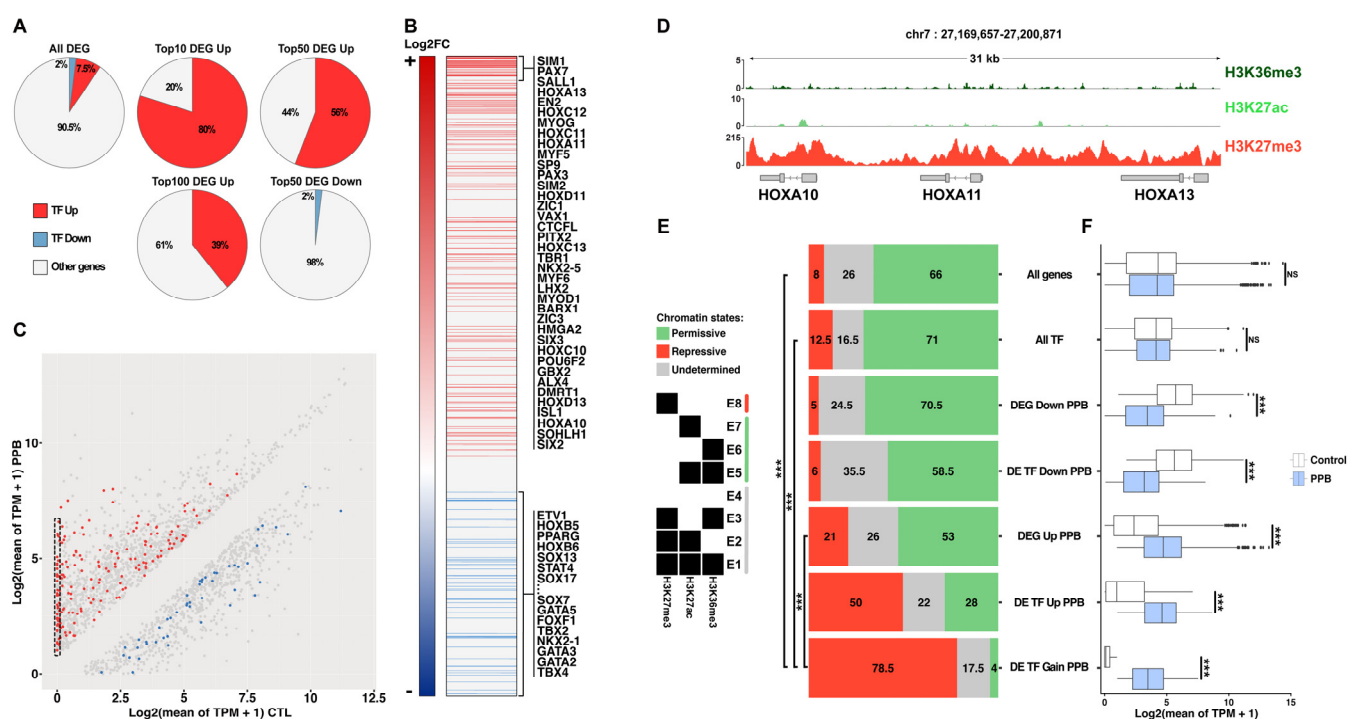 A
All DEG
2%
7.5%
90.5%
Top10 DEG Up
20%
80%
Top50 DEG Up
44%
56%
Top100 DEG Up
61%
39%
Top50 DEG Down
2%
98%
TF Up
TF Down
Other genes
B
Log2FC
+
-
SIM1
PAX7
SALL1
HOXA13
EN2
HOXC12
MYOG
HOXC11
HOXA11
MYF5
SP9
PAX3
SIM2
HOXD11
ZIC1
VAX1
CTCFL
PITX2
HOXC13
TBR1
NKX2-5
MYF6
LHX2
MYOD1
BARX1
ZIC3
HMGA2
SIX3
HOXC10
POU6F2
GBX2
ALX4
DMRT1
HOXD13
ISL1
HOXA10
SOHLH1
SIX2
ETV1
HOXB5
PPARG
HOXB6
SOX13
STAT4
SOX17
SOX7
GATA5
FOXF1
TBX2
NKX2-1
GATA3
GATA2
TBX4
C
Log2(mean of TPM + 1) PPB
10
5
0
0
2.5
5.0
7.5
10.0
12.5
Log2(mean of TPM + 1) CTL
D
chr7 : 27,169,657-27,200,871
31 kb
5
0
H3K36me3
10
0
H3K27ac
215
0
H3K27me3
HOXA10
HOXA11
HOXA13
E
Chromatin states:
Permissive
Repressive
Undetermined
E8
E7
E6
E5
E4
E3
E2
E1
H3K27me3
H3K27ac
H3K36me3
***
***
***
8 26 66 All genes
12.5 16.5 71 All TF
5 24.5 70.5 DEG Down PPB
6 35.5 58.5 DE TF Down PPB
21 26 53 DEG Up PPB
50 22 28 DE TF Up PPB
78.5 17.5 4 DE TF Gain PPB
F
NS
NS
***
***
***
***
***
Control
PPB
0 5 10 15
Log2(mean of TPM + 1)